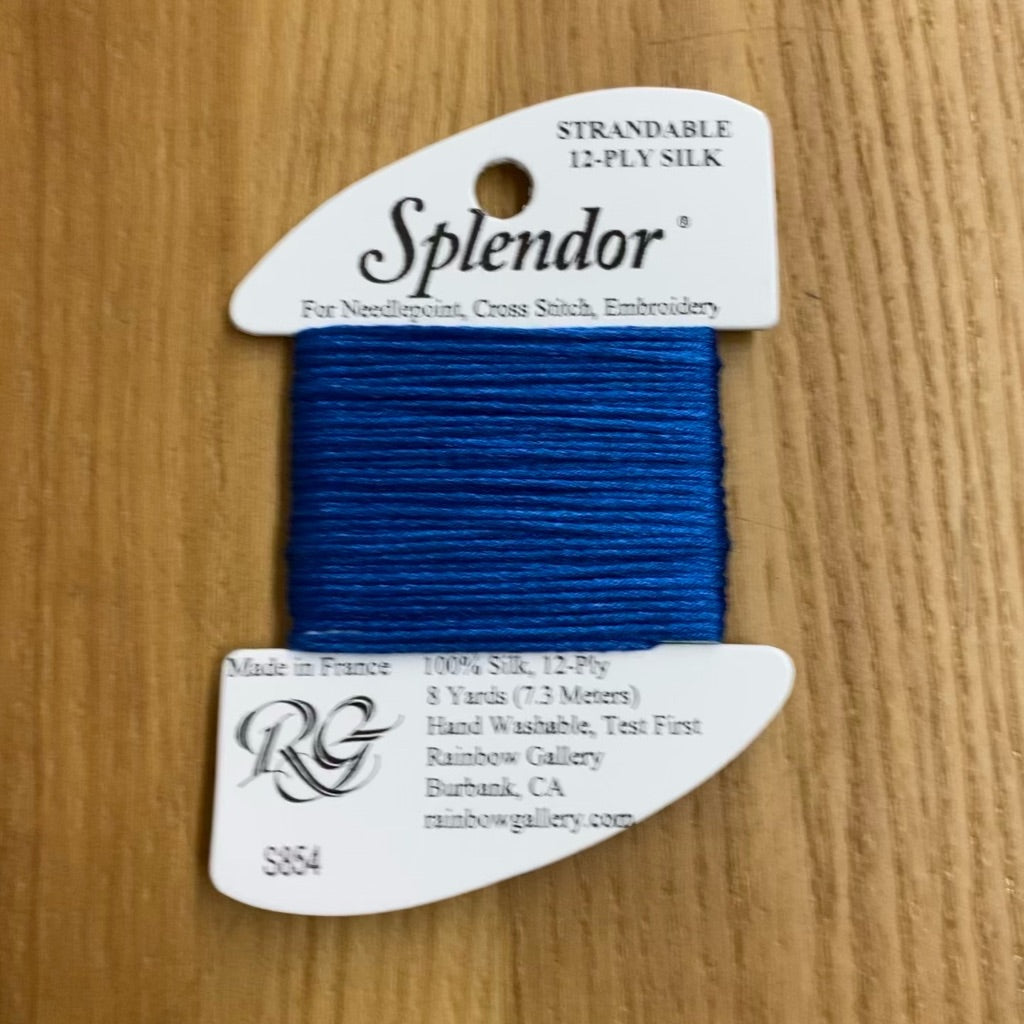 STRANDABLE
12-PLY SILK
Splendor ®
For Needlepoint, Cross Stitch, Embroidery
Made in France
RG
100% Silk, 12-Ply
8 Yards (7.3 Meters)
Hand Washable, Test First
Rainbow Gallery
Burbank, CA
rainbowgallery.com
S854